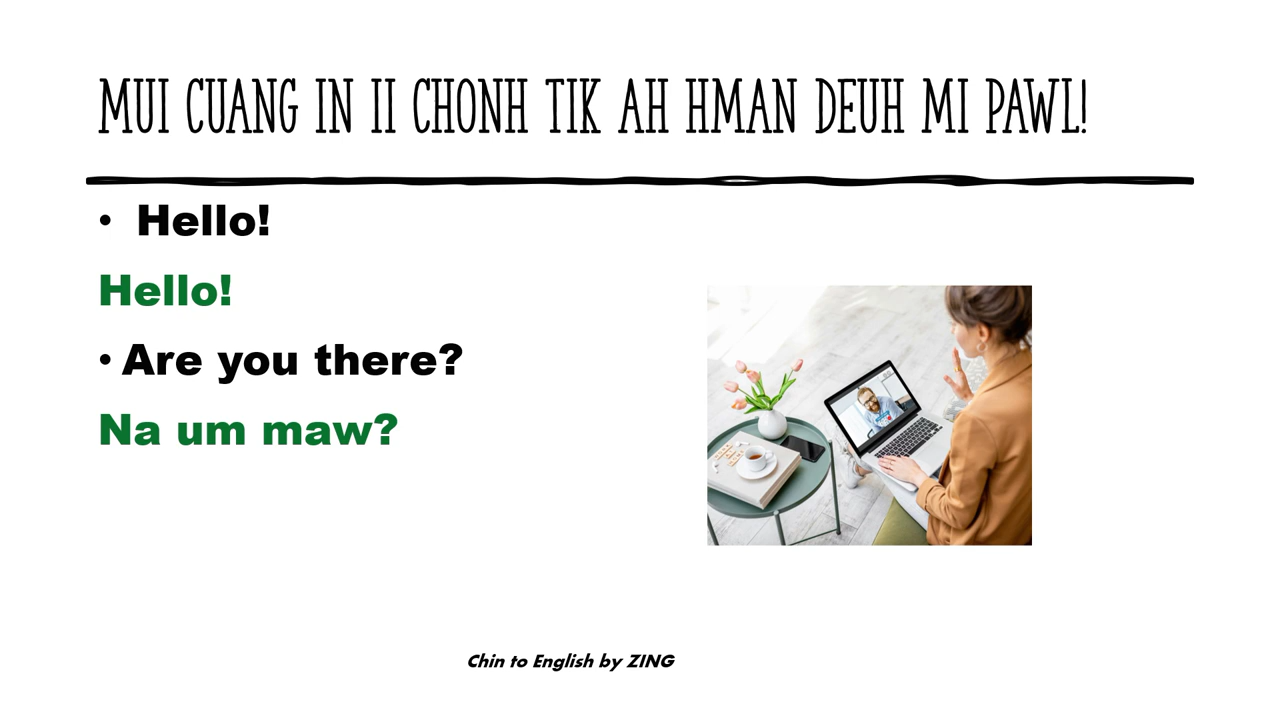 MUI CUANG IN II CHONH TIK AH HMAN DEUH MI PAWL!
• Hello!
Hello!
• Are you there?
Na um maw?
Chin to English by ZING